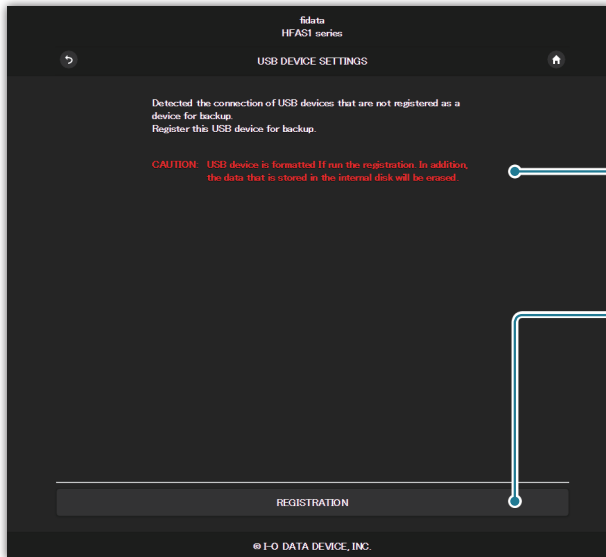 fidata
HFAS1 series
USB DEVICE SETTINGS
Detected the connection of USB devices that are not registered as a
device for backup.
Register this USB device for backup.
CAUTION: USB device is formatted If run the registration. In addition,
the data that is stored in the internal disk will be erased.
REGISTRATION
© I-O DATA DEVICE, INC.